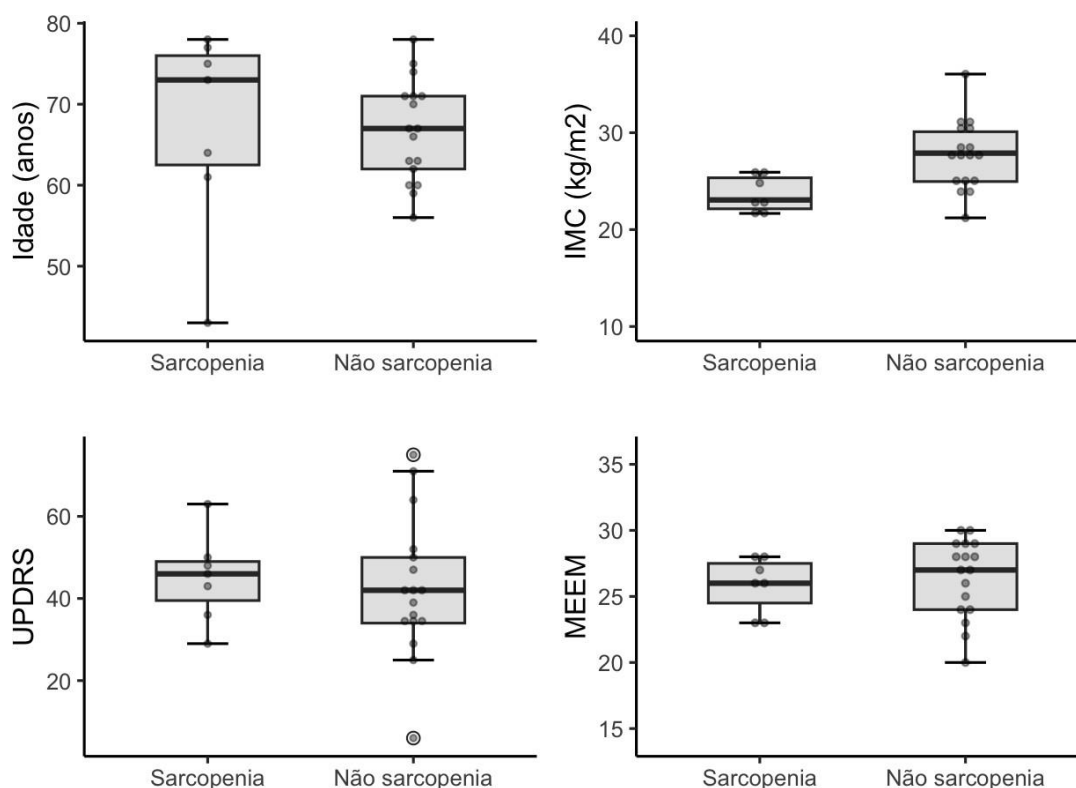 Idade (anos)
80
70
60
50
Sarcopenia
Não sarcopenia
IMC (kg/m2)
40
30
20
10
Sarcopenia
Não sarcopenia
UPDRS
60
40
20
Sarcopenia
Não sarcopenia
MEEM
35
30
25
20
15
Sarcopenia
Não sarcopenia